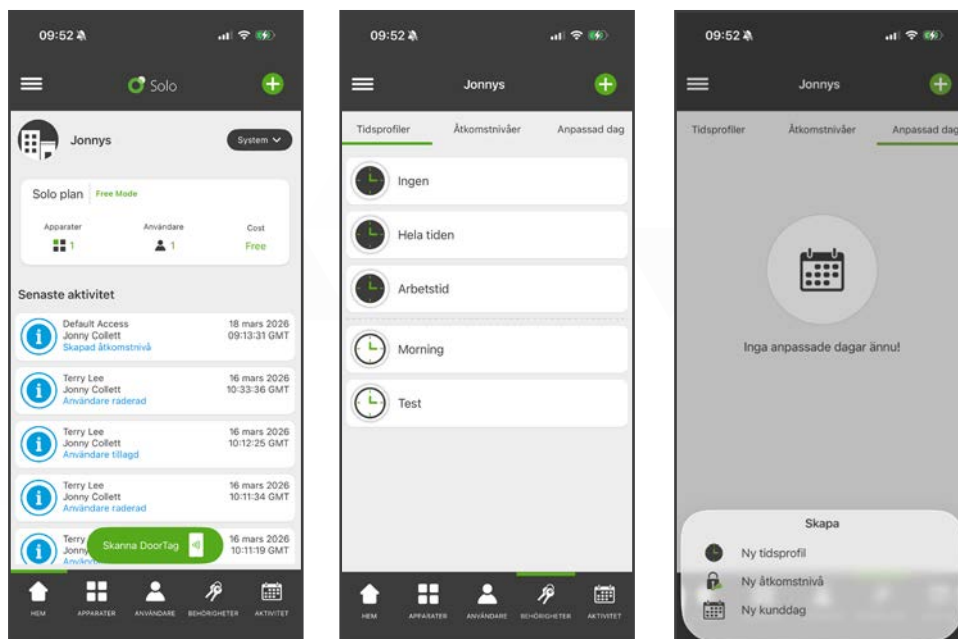 09:52
Solo
Jonnys
System
Solo plan Free Mode
Apparater Användare Cost
1 1 Free
Senaste aktivitet
Default Access 18 mars 2026
Jonny Collett 09:13:31 GMT
Skapad åtkomstnivå
Terry Lee 16 mars 2026
Jonny Collett 10:33:36 GMT
Användare raderad
Terry Lee 16 mars 2026
Jonny Collett 10:12:25 GMT
Användare tillagd
Terry Lee 16 mars 2026
Jonny Collett 10:11:34 GMT
Användare raderad
Terry 16 mars 2026
Jonny 10:11:19 GMT
Skanna DoorTag
HEM APPARATER ANVÄNDARE BEHÖRIGHETER AKTIVITET
09:52
Jonnys
Tidsprofiler Åtkomstnivåer Anpassad dag
Ingen
Hela tiden
Arbetstid
Morning
Test
HEM APPARATER ANVÄNDARE BEHÖRIGHETER AKTIVITET
09:52
Jonnys
Tidsprofiler Åtkomstnivåer Anpassad dag
Inga anpassade dagar ännu!
Skapa
Ny tidsprofil
Ny åtkomstnivå
Ny kunddag